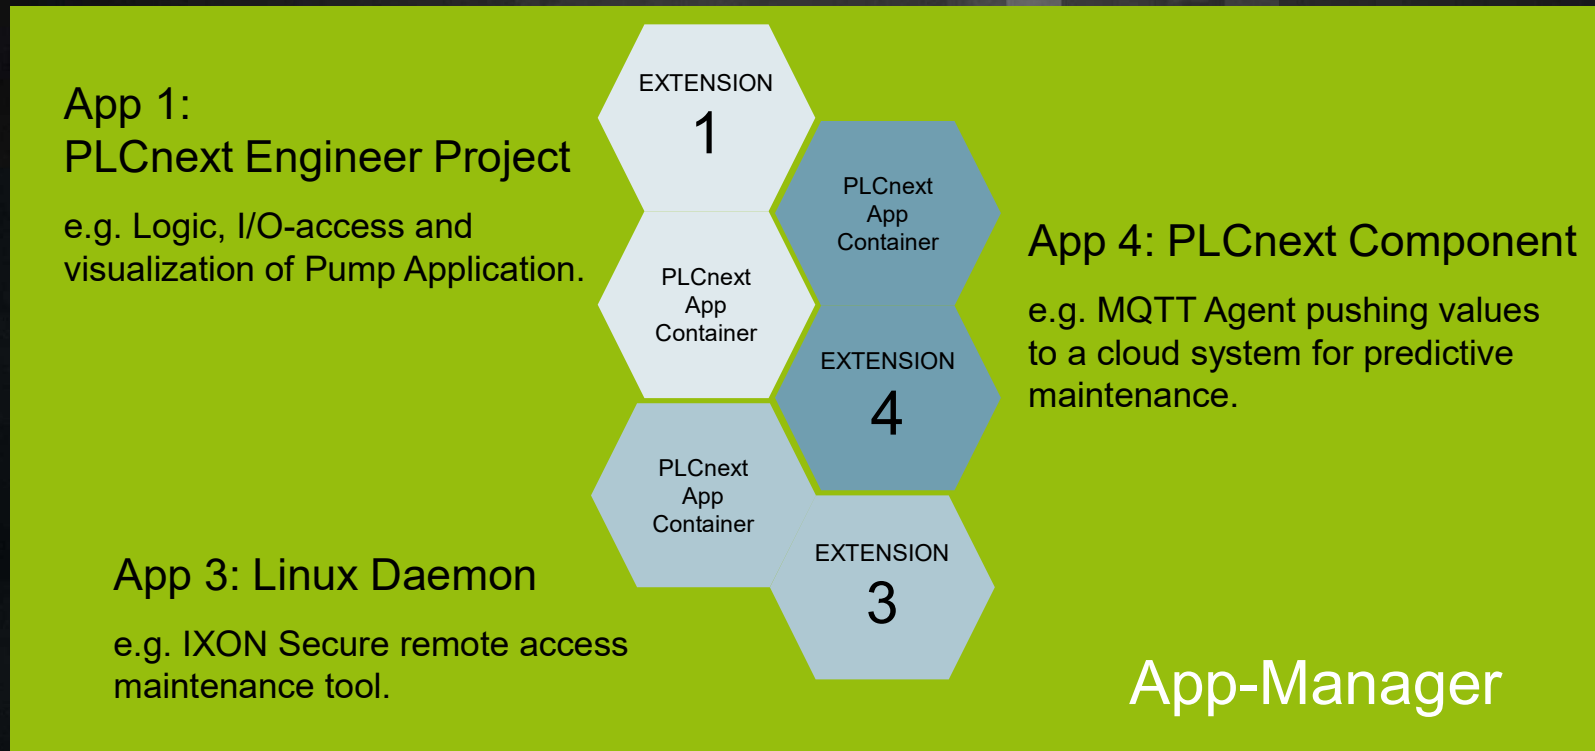 App 1:
PLCnext Engineer Project
e.g. Logic, I/O-access and
visualization of Pump Application.
EXTENSION
1
PLCnext
App
Container
PLCnext
App
Container
EXTENSION
4
App 4: PLCnext Component
e.g. MQTT Agent pushing values
to a cloud system for predictive
maintenance.
PLCnext
App
Container
EXTENSION
3
App 3: Linux Daemon
e.g. IXON Secure remote access
maintenance tool.
App-Manager